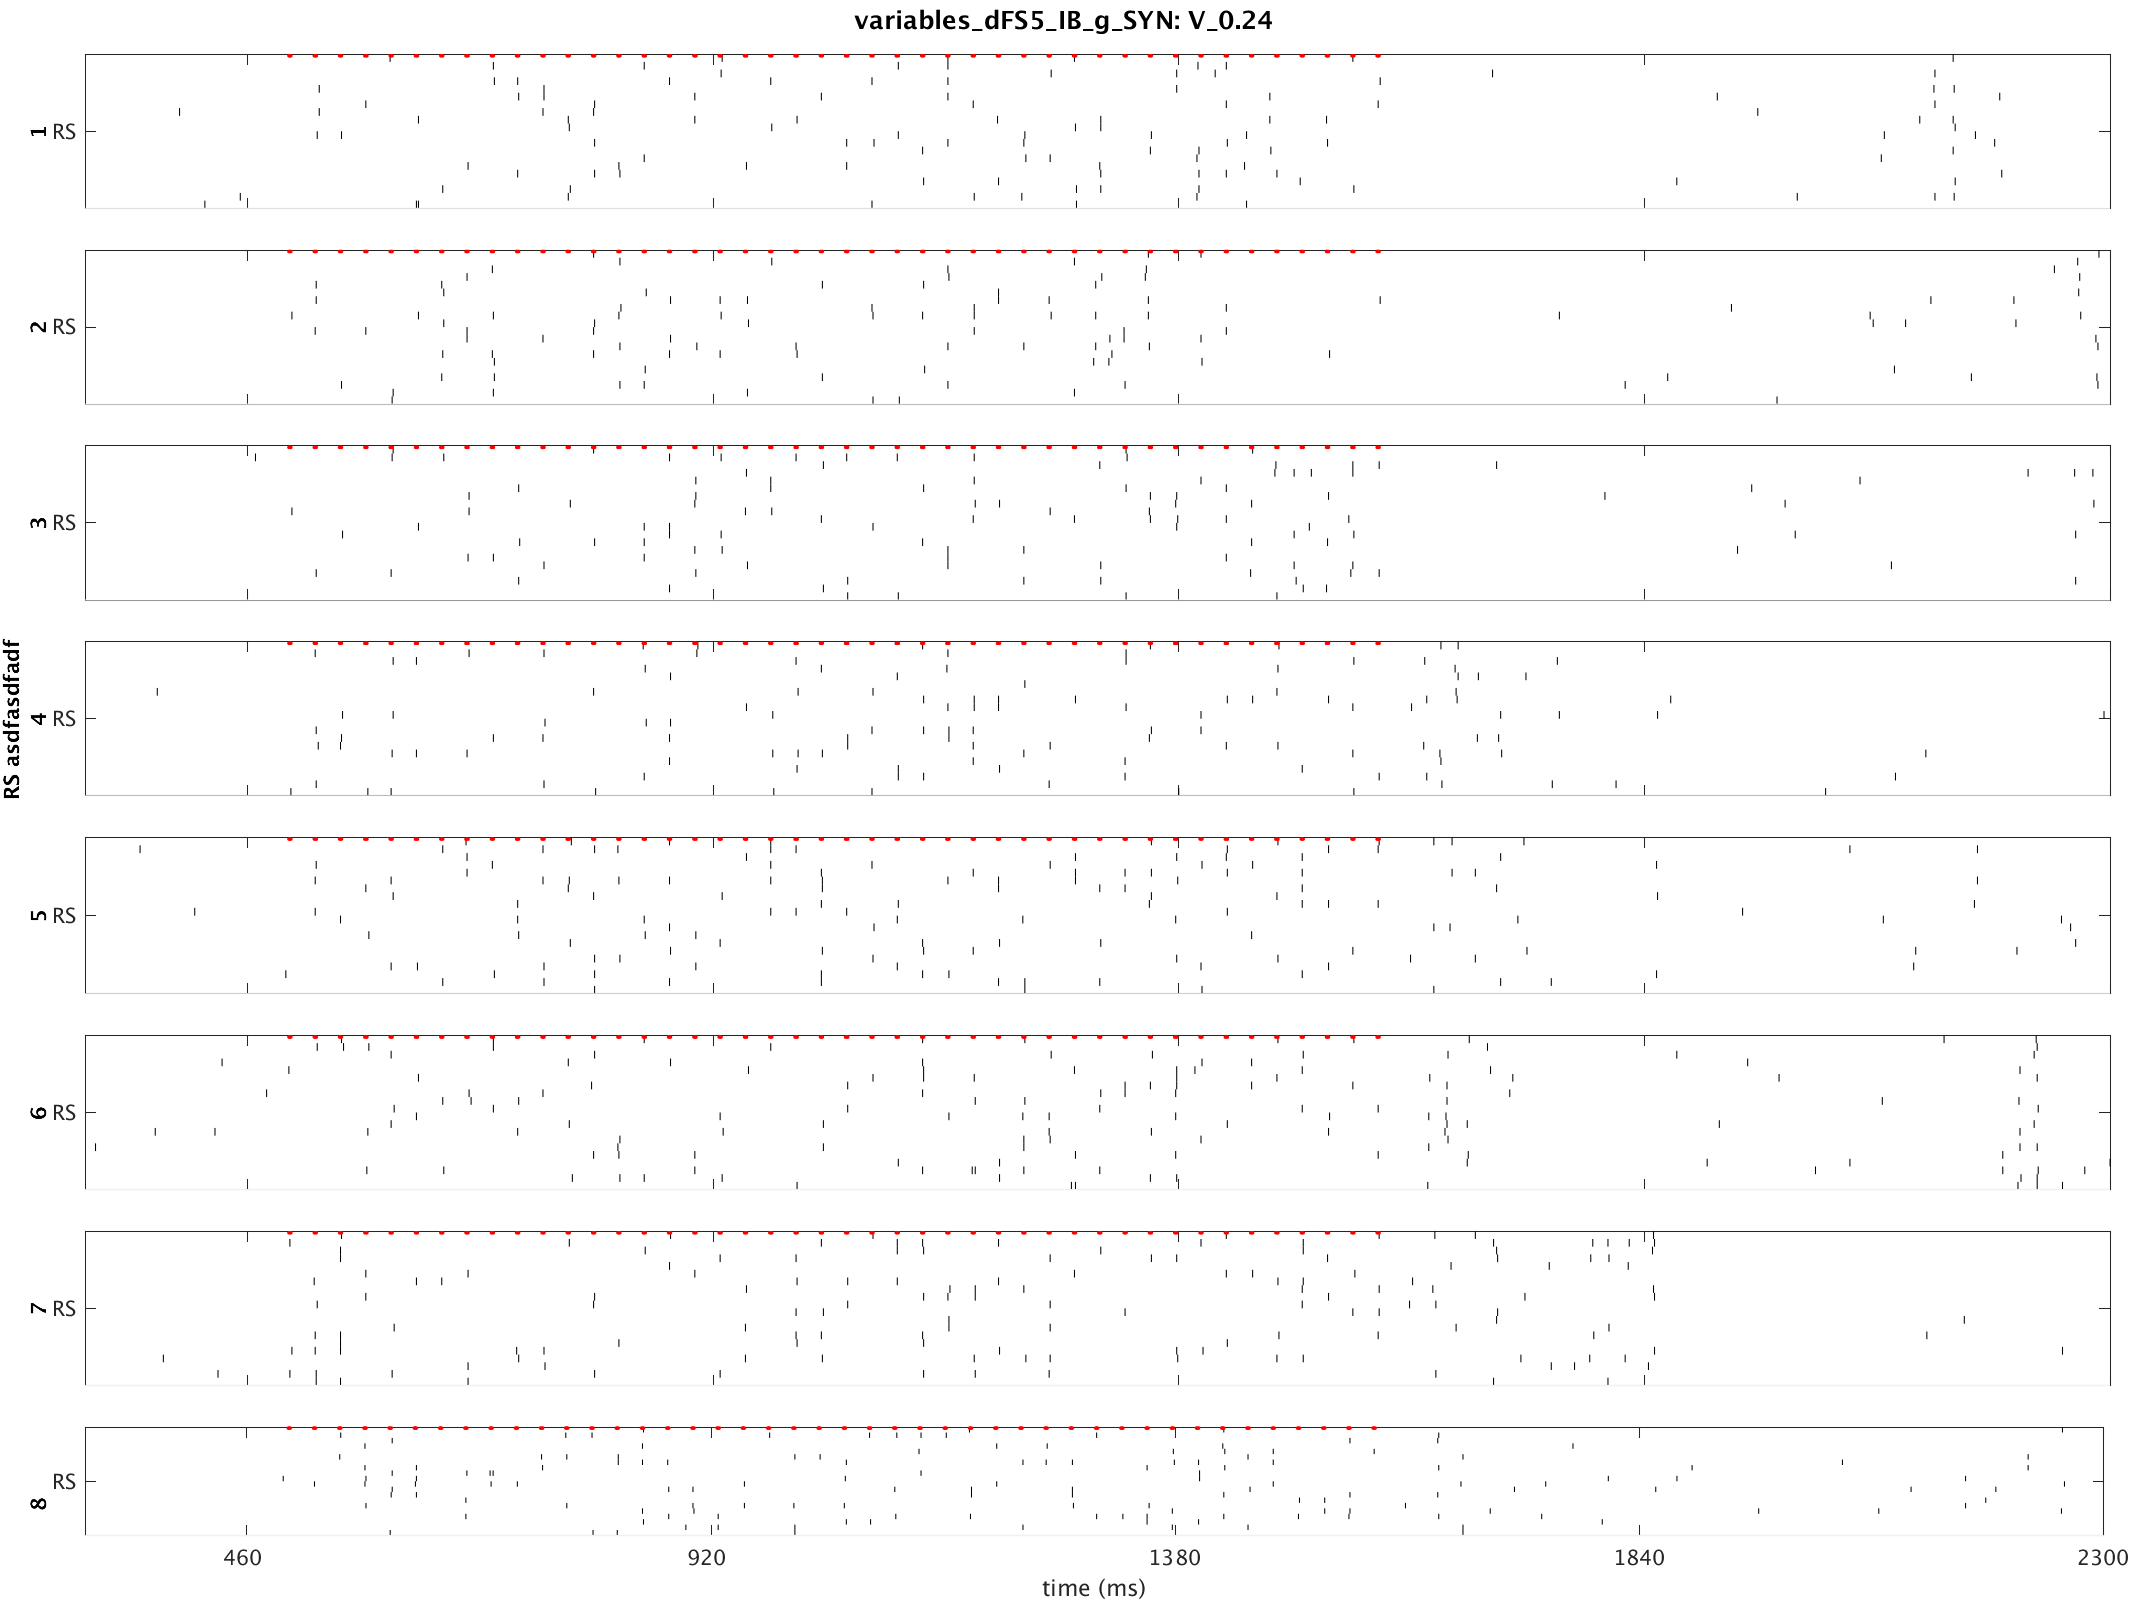 variables_dFS5_IB_g_SYN: V_0.24
RS asdfasdfadf
1 RS
2 RS
3 RS
4 RS
5 RS
6 RS
7 RS
8 RS
460 920 1380 1840 2300
time (ms)